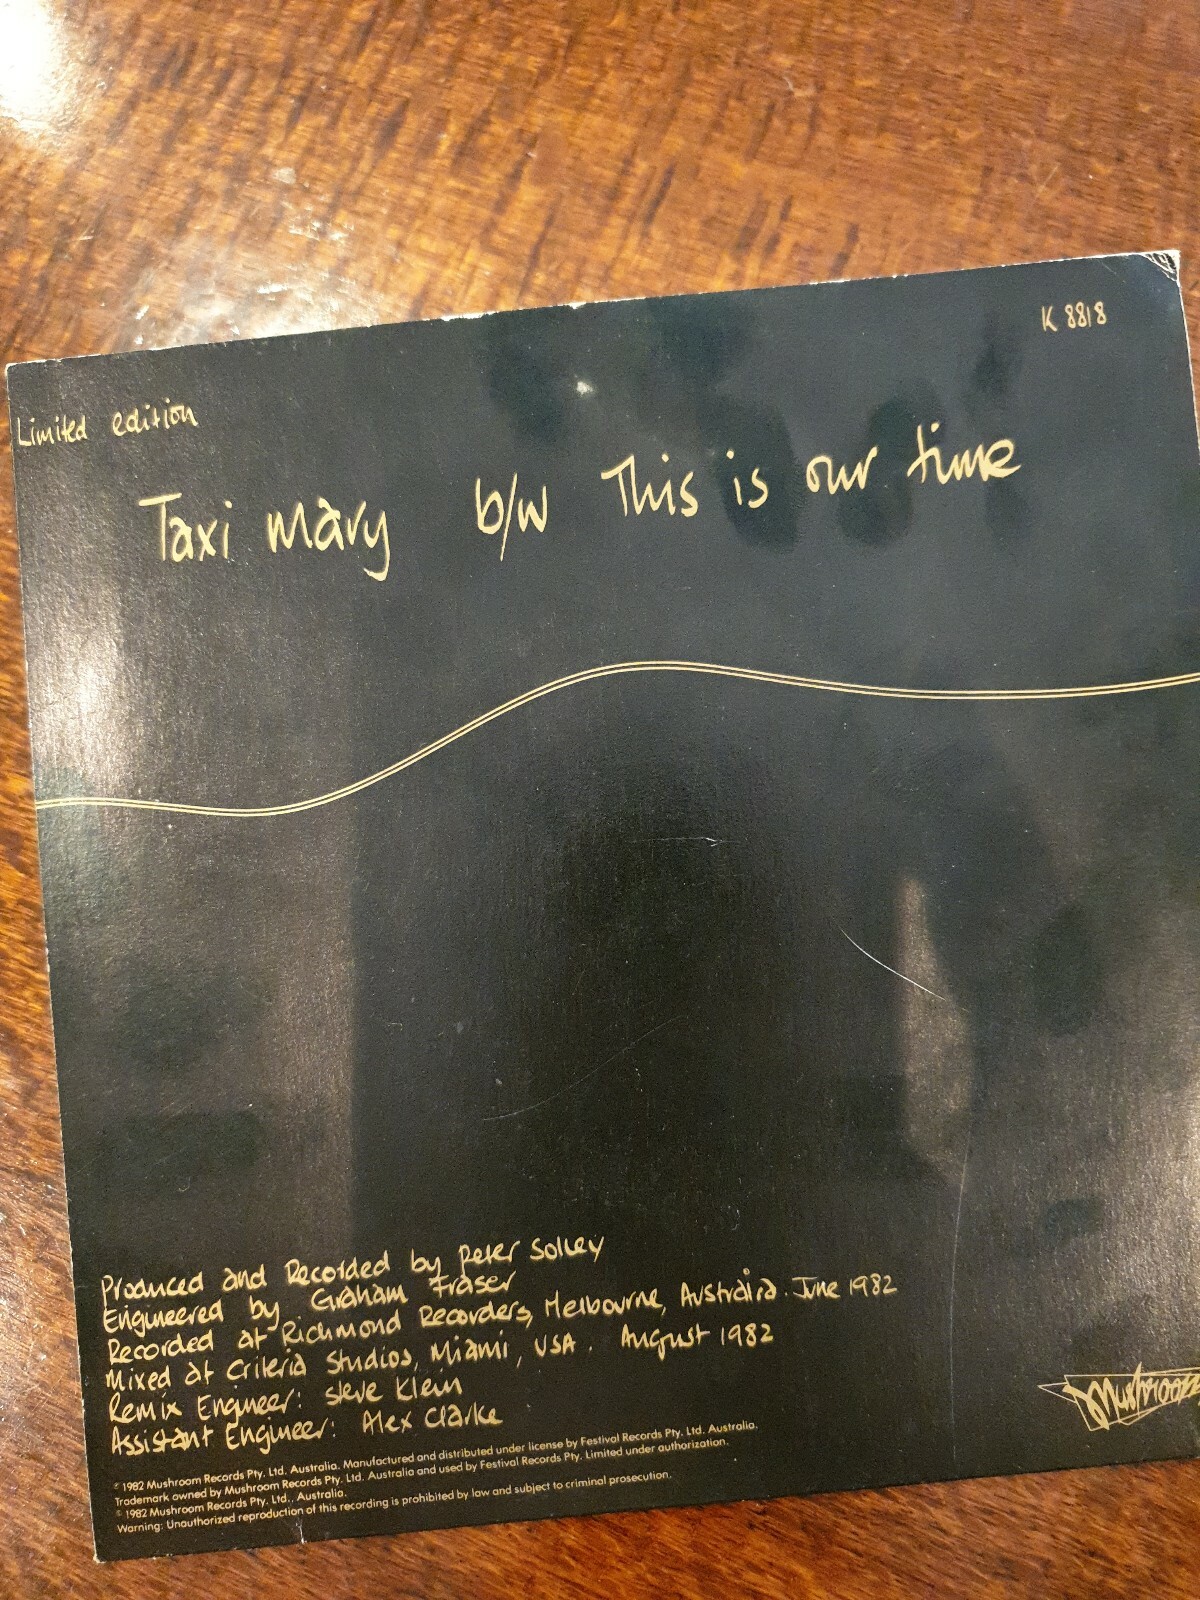 K 8818
Limited edition
Taxi mary b/w This is our time
Produced and Recorded by Peter Solley
Engineered by Graham Fraser
Recorded at Richmond Recorders, Melbourne, Australia. June 1982
Mixed at Criteria Studios, Miami, USA. August 1982
Remix Engineer: Steve Klein
Assistant Engineer: Alex Clarke
Mushroom
℗ 1982 Mushroom Records Pty. Ltd. Australia. Manufactured and distributed under license by Festival Records Pty. Ltd. Australia.
Trademark owned by Mushroom Records Pty. Ltd. Australia and used by Festival Records Pty. Limited under authorization.
© 1982 Mushroom Records Pty. Ltd., Australia.
Warning: Unauthorized reproduction of this recording is prohibited by law and subject to criminal prosecution.